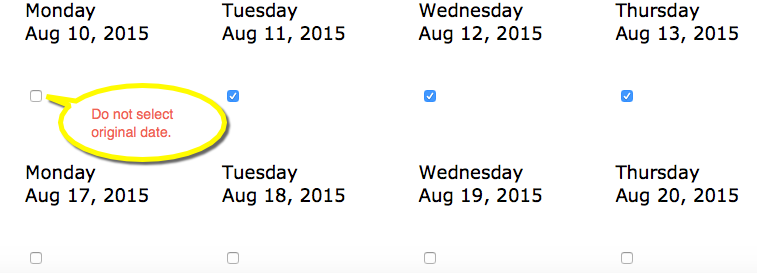 Monday Tuesday Wednesday Thursday
Aug 10, 2015 Aug 11, 2015 Aug 12, 2015 Aug 13, 2015
Do not select
original date.
Monday Tuesday Wednesday Thursday
Aug 17, 2015 Aug 18, 2015 Aug 19, 2015 Aug 20, 2015